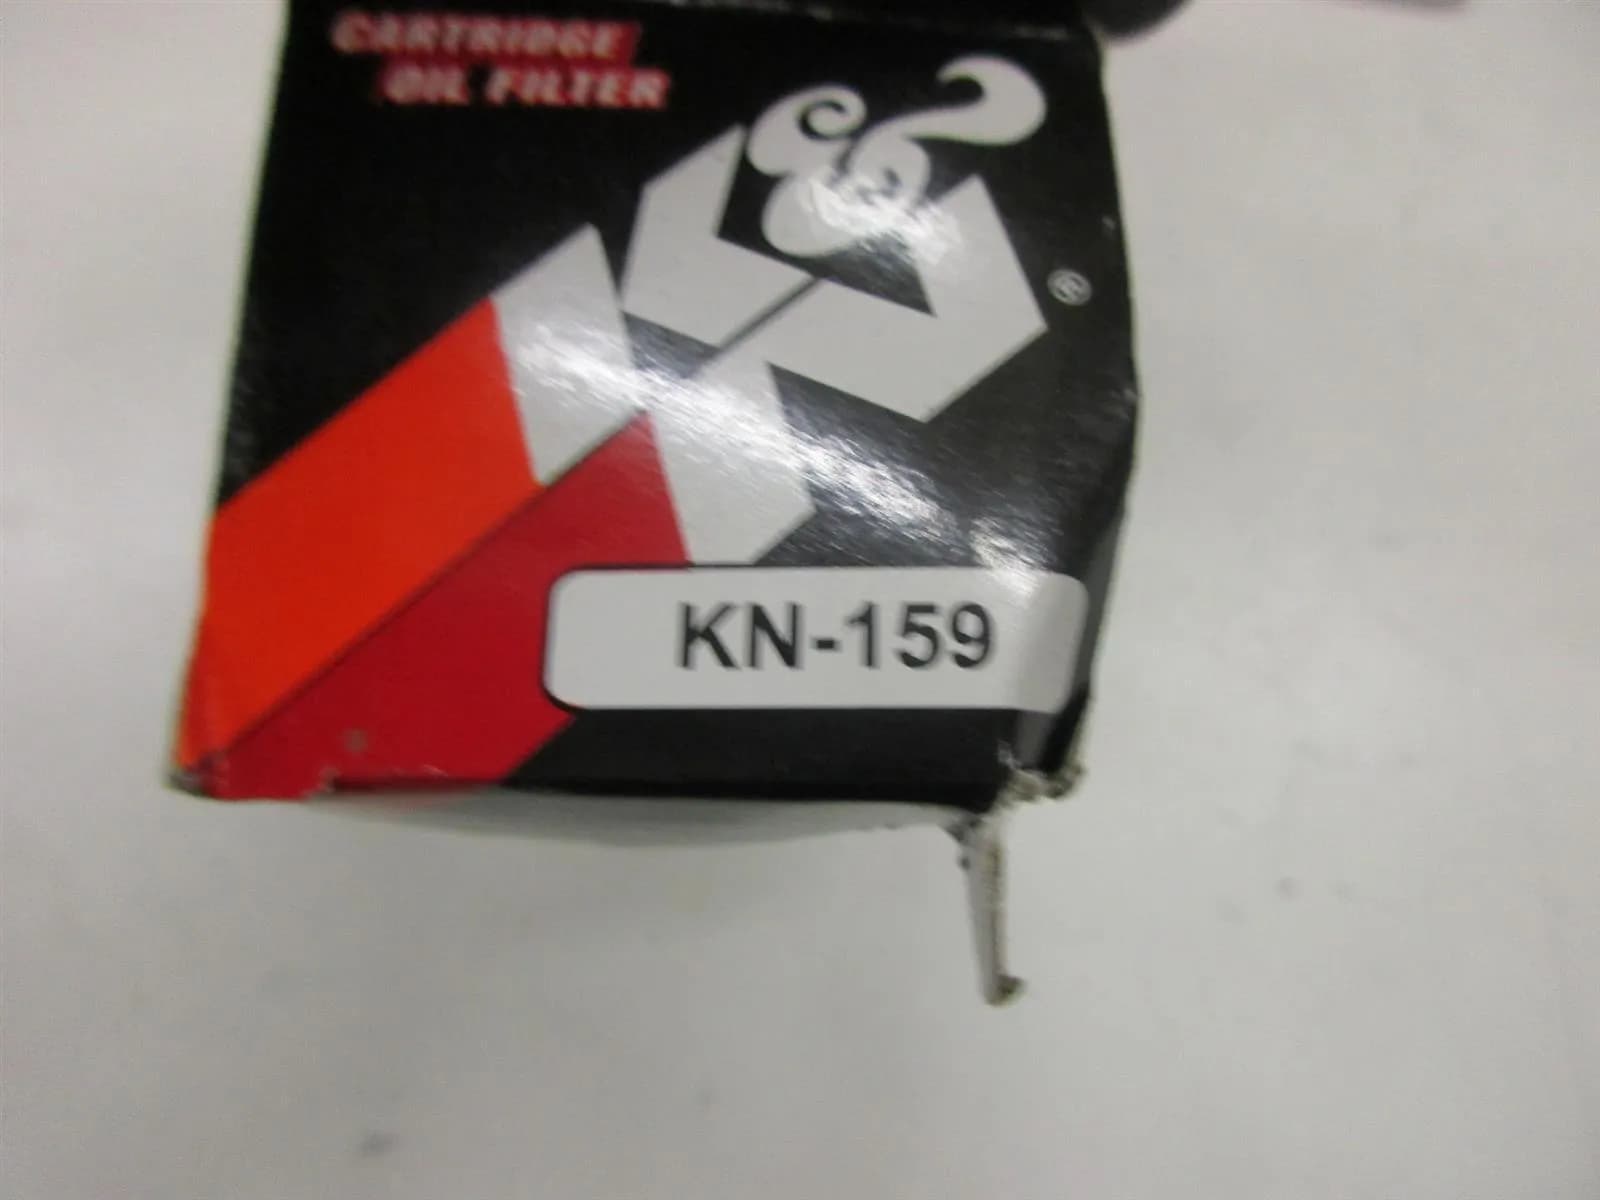 CARTRIDGE
OIL FILTER
K&N®
KN-159